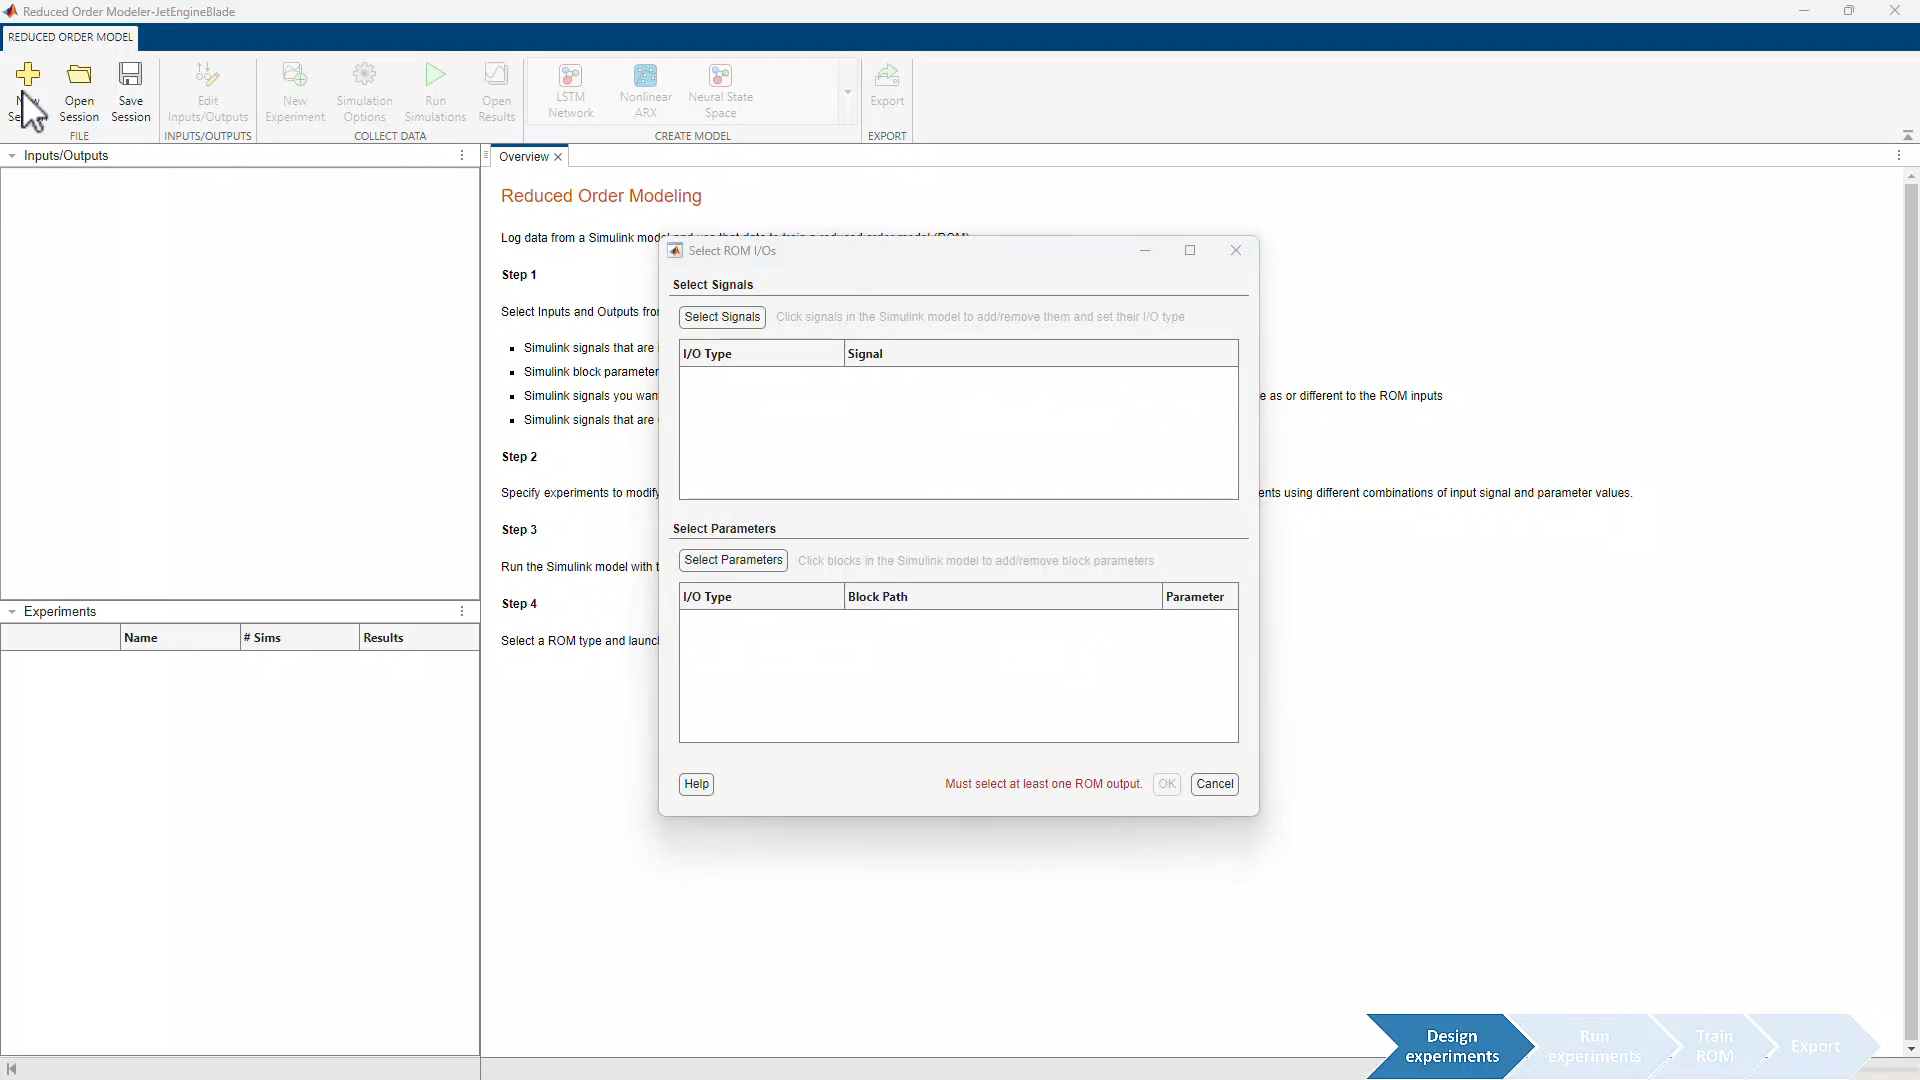 Reduced Order Modeler-JetEngineBlade
REDUCED ORDER MODEL
Open Session
Save Session
Edit Inputs/Outputs
New Experiment
Simulation Options
Run Simulations
Open Results
LSTM Network
Nonlinear ARX
Neural State Space
Export
FILE
INPUTS/OUTPUTS
COLLECT DATA
CREATE MODEL
EXPORT
Inputs/Outputs
Overview
Reduced Order Modeling
Log data from a Simulink
Step 1
Select Inputs and Outputs
Simulink signals that are
Simulink block parameter
Simulink signals you
e as or different to the ROM inputs
Simulink signals that are
Step 2
Specify experiments to modify
using different combinations of input signal and parameter values.
Step 3
Run the Simulink model with
Step 4
Select a ROM type and
Select ROM I/Os
Select Signals
Select Signals
Click signals in the Simulink model to add/remove them and set their I/O type
I/O Type
Signal
Select Parameters
Select Parameters
Click blocks in the Simulink model to add/remove block parameters
I/O Type
Block Path
Parameter
Help
Must select at least one ROM output.
OK
Cancel
Experiments
Name
# Sims
Results
Design experiments
Run experiments
Train ROM
Export